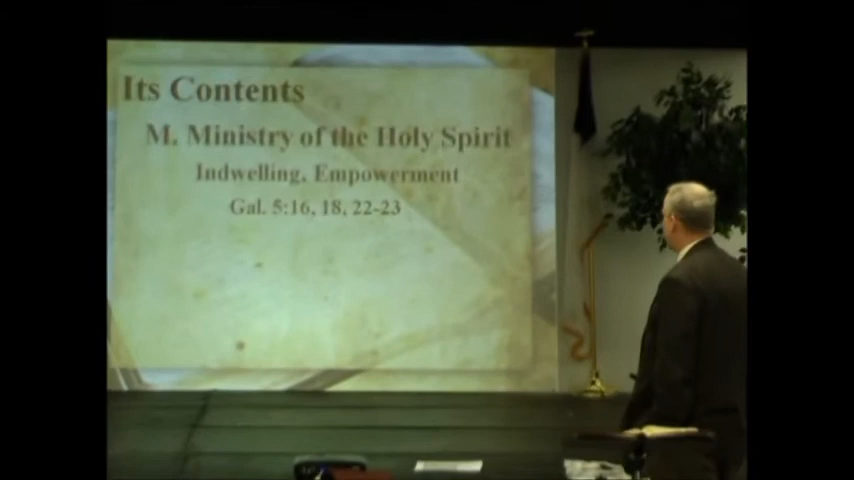 Its Contents
M. Ministry of the Holy Spirit
Indwelling, Empowerment
Gal. 5:16, 18, 22-23